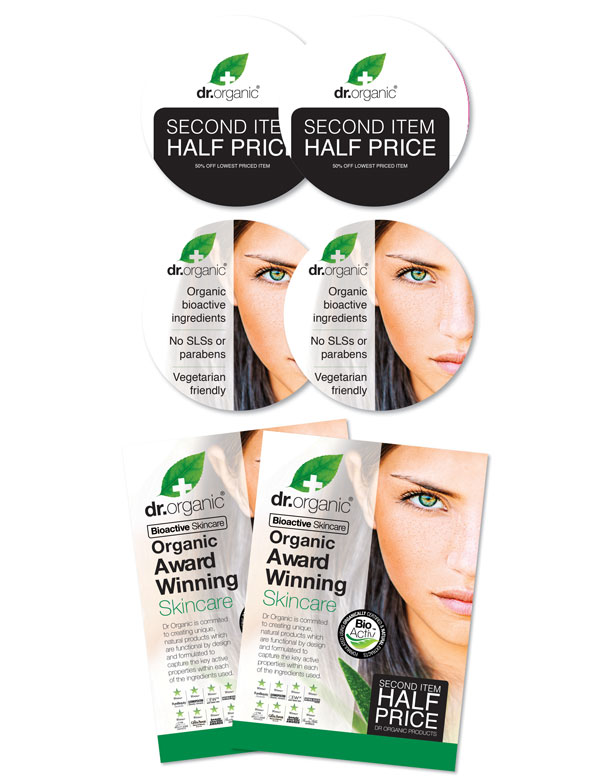 dr.organic®
SECOND ITE
HALF PRIC
50% OFF LOWEST PRICED ITEM
dr.organic®
SECOND ITEM
HALF PRICE
50% OFF LOWEST PRICED ITEM
dr.organic®
Organic
bioactive
ingredients
No SLSs or
parabens
Vegetarian
friendly
dr.organic®
Organic
bioactive
ingredients
No SLSs or
parabens
Vegetarian
friendly
dr.organic®
Bioactive Skincare
Organic
Award
Winning
Skincare
Dr Organic is committed
to creating unique,
natural products which
are functional by design
and formulated to
capture the key active
properties within each
of the ingredients used.
dr.organic®
Bioactive Skincare
Organic
Award
Winning
Skincare
Dr Organic is commited
to creating unique,
natural products which
are functional by design
and formulated to
capture the key active
properties within each
of the ingredients used.
Bio
Activ
SECOND ITEM
HALF
PRICE
DR ORGANIC PRODUCTS